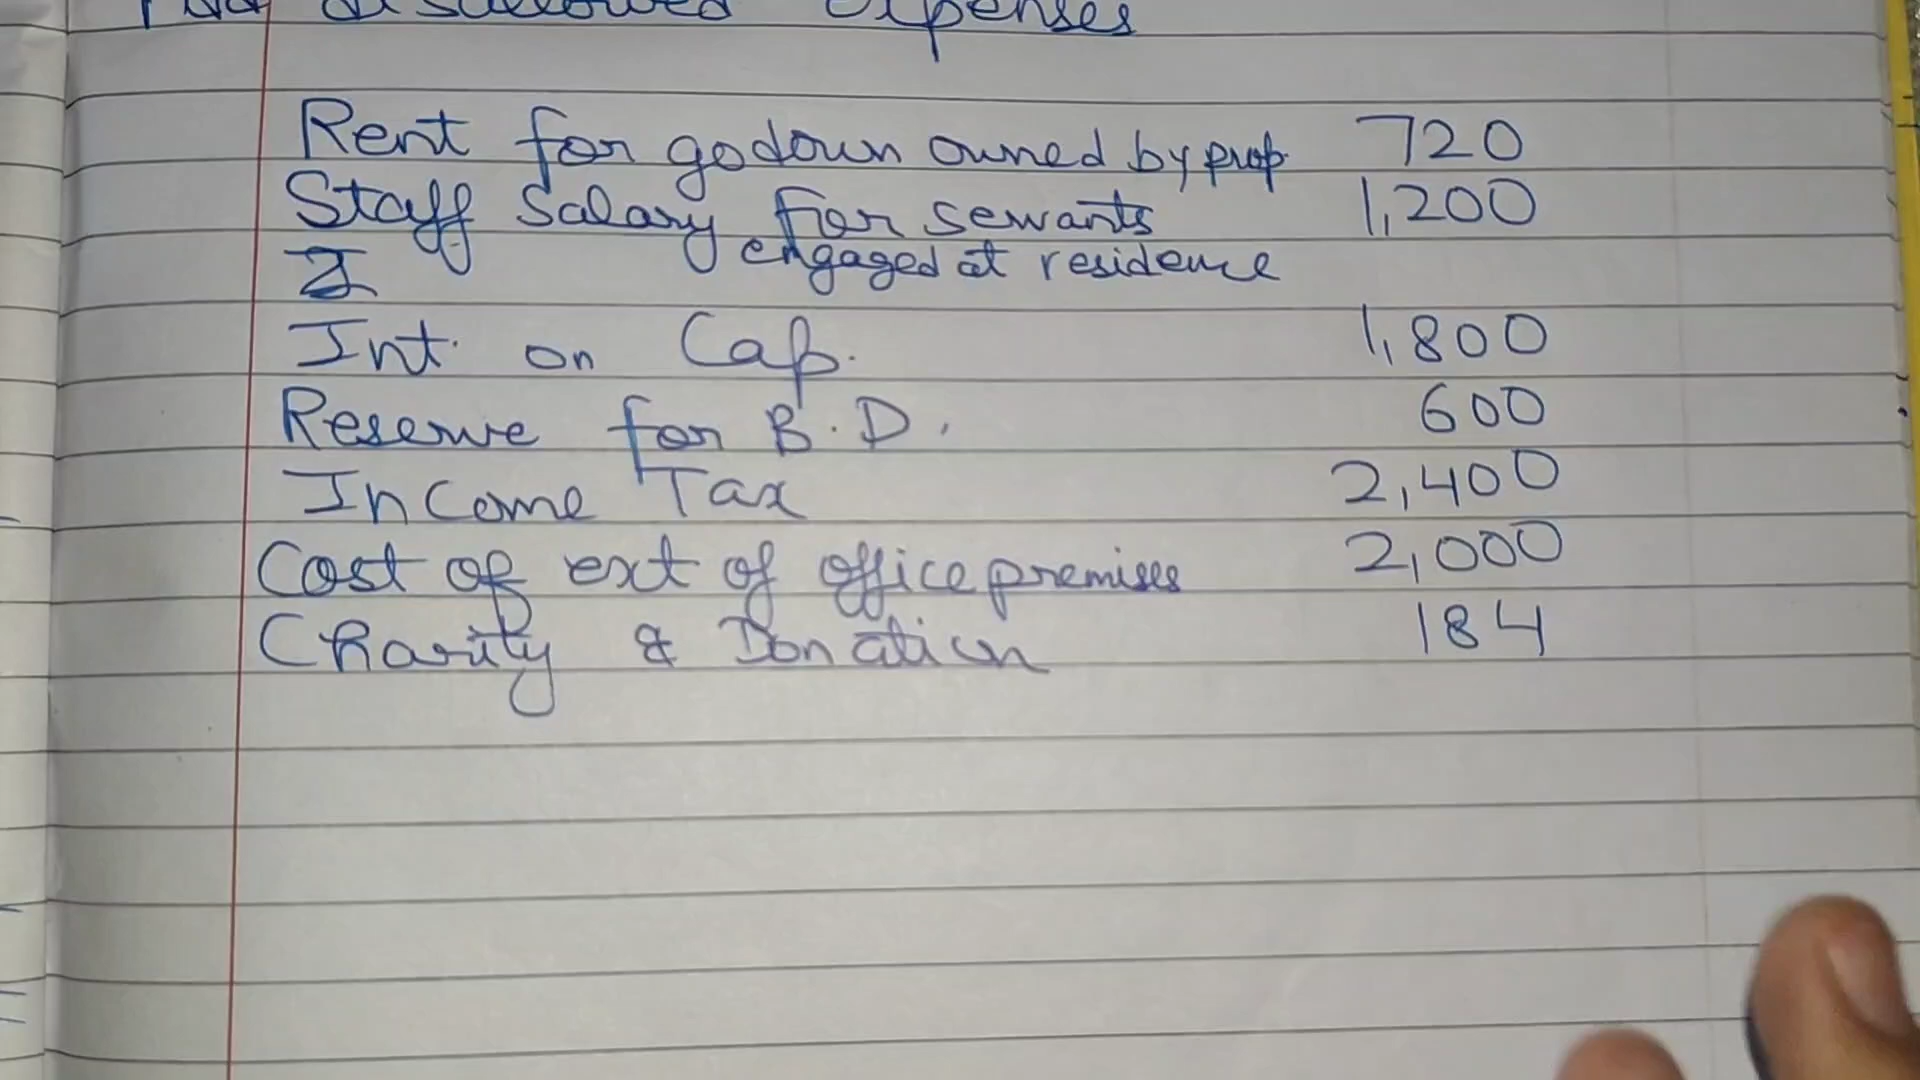 disallowed expenses
Rent for godown owned by prop. 720
Staff Salary for servants 1,200
engaged at residence
Int. on Cap. 1,800
Reserve for B.D. 600
Income Tax 2,400
Cost of ext of office premises 2,000
Charity & Donation 184